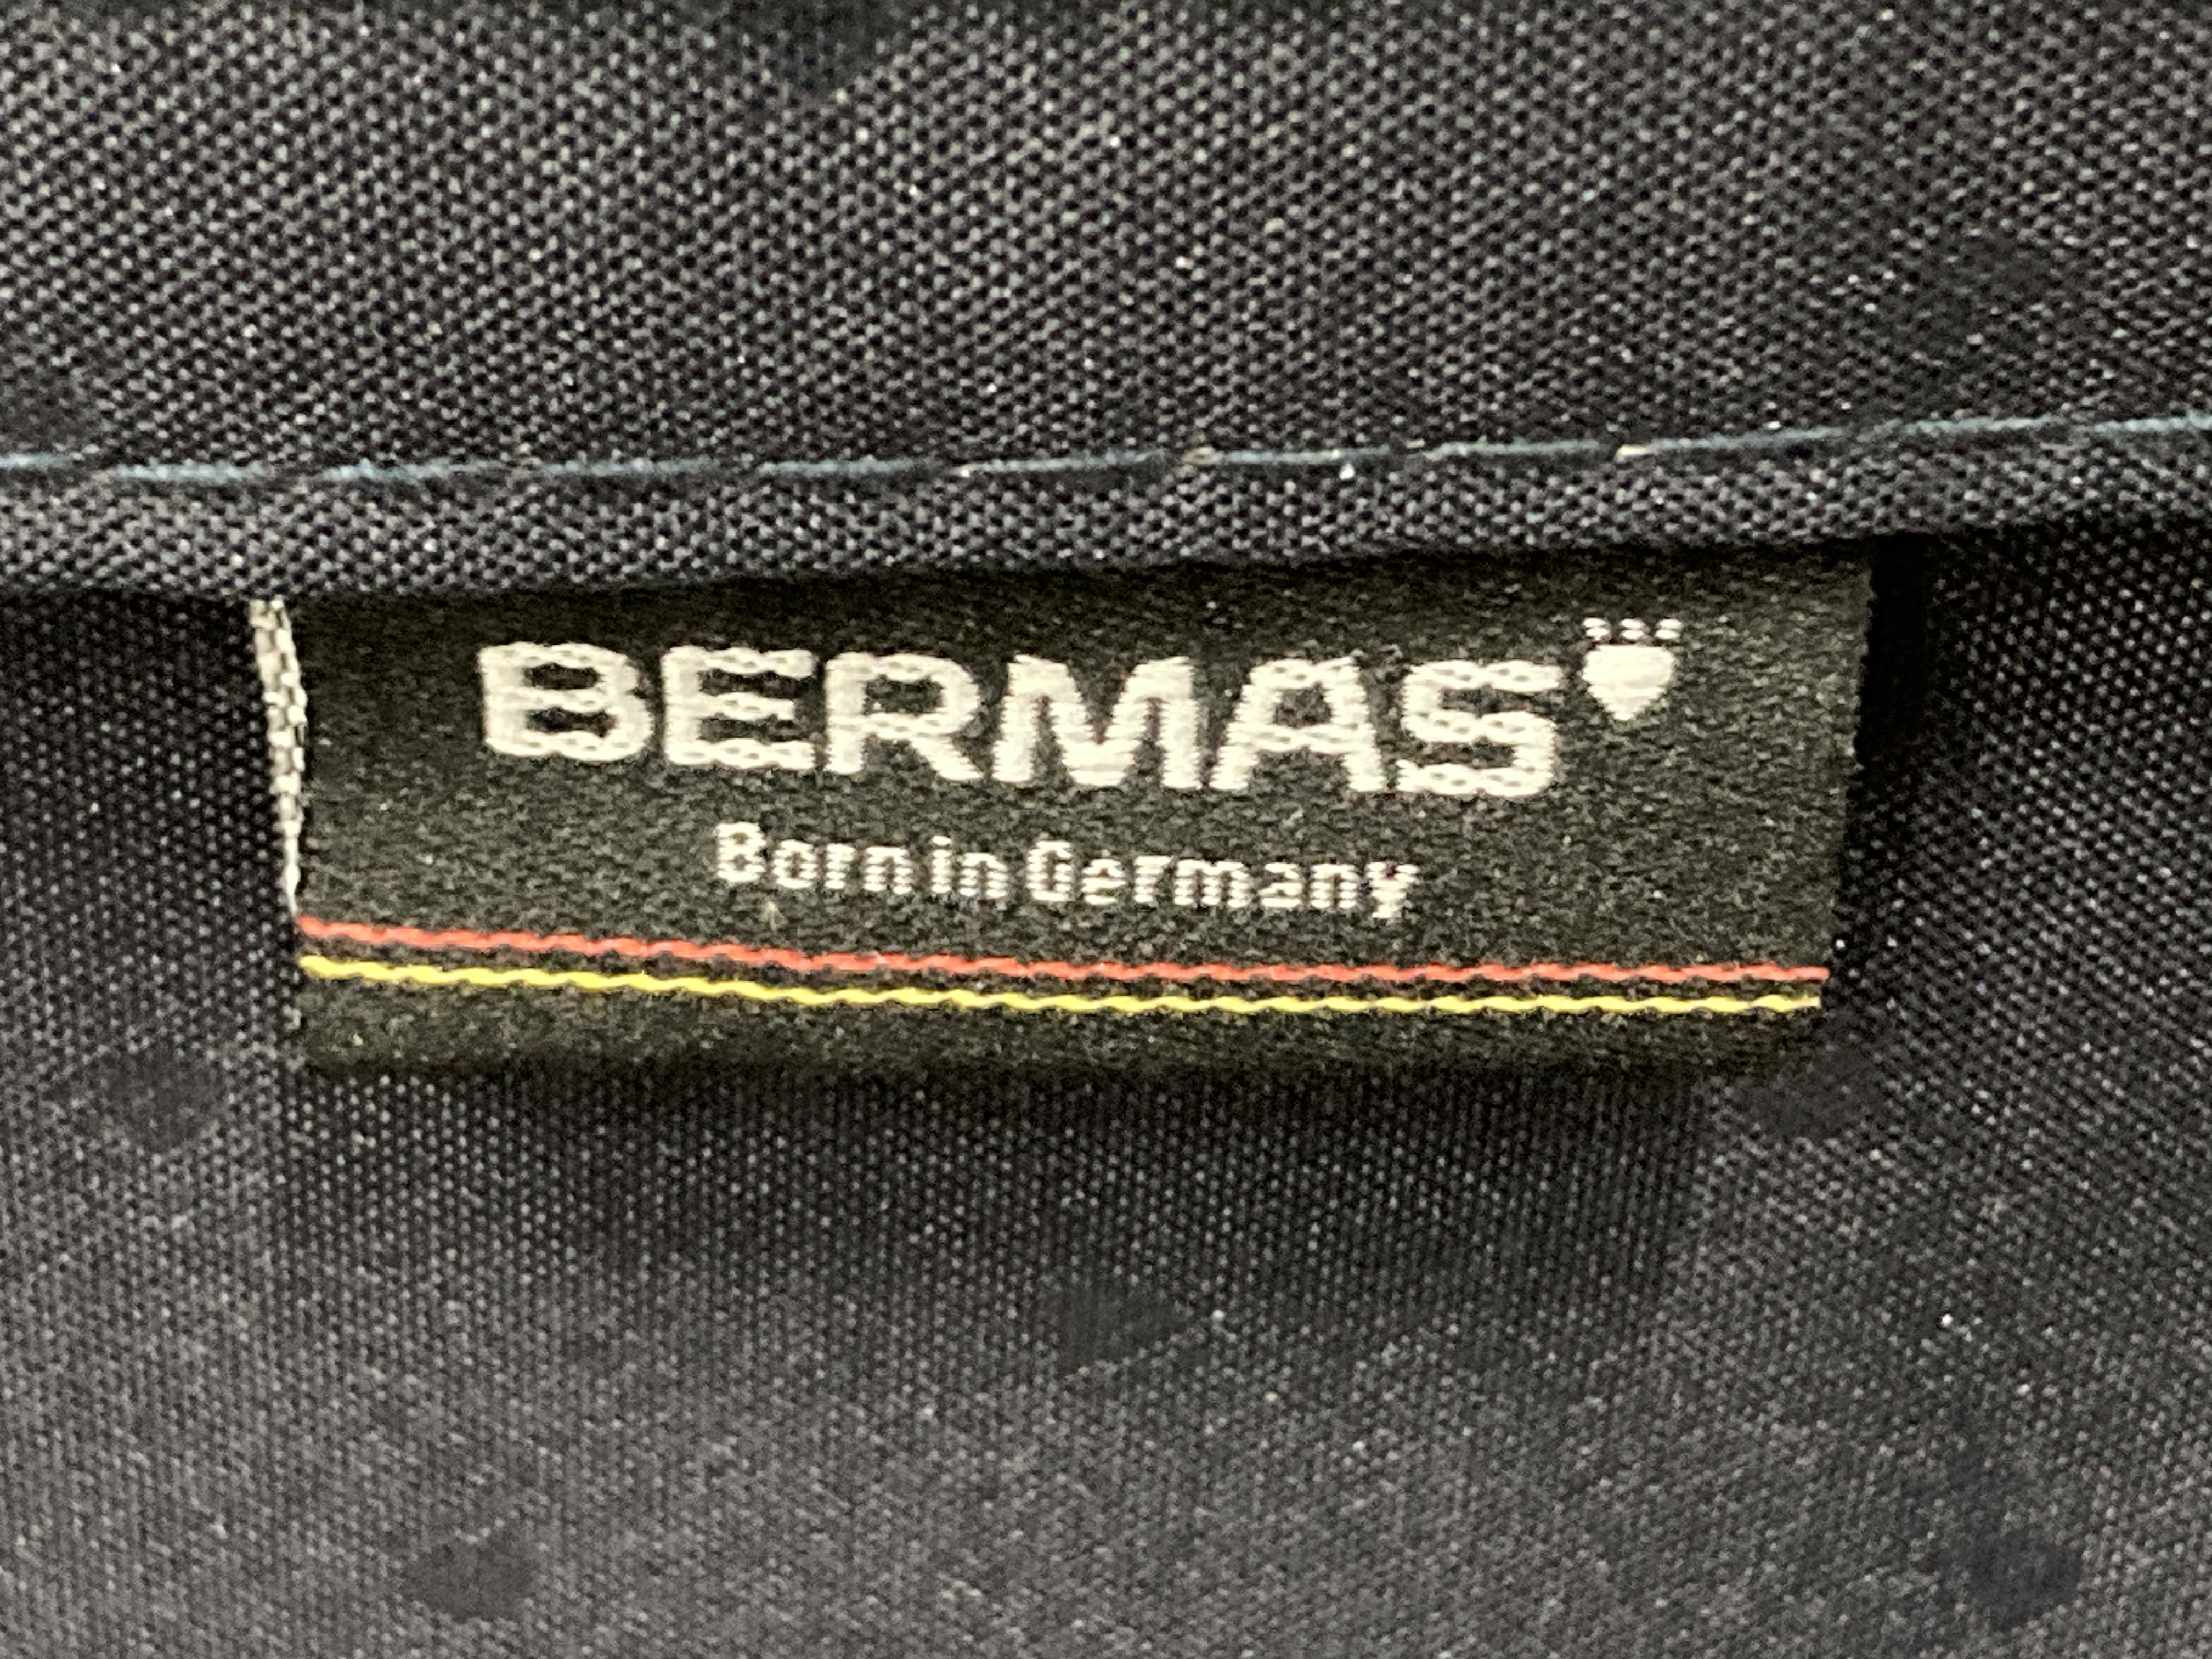 BERMAS
Born in Germany